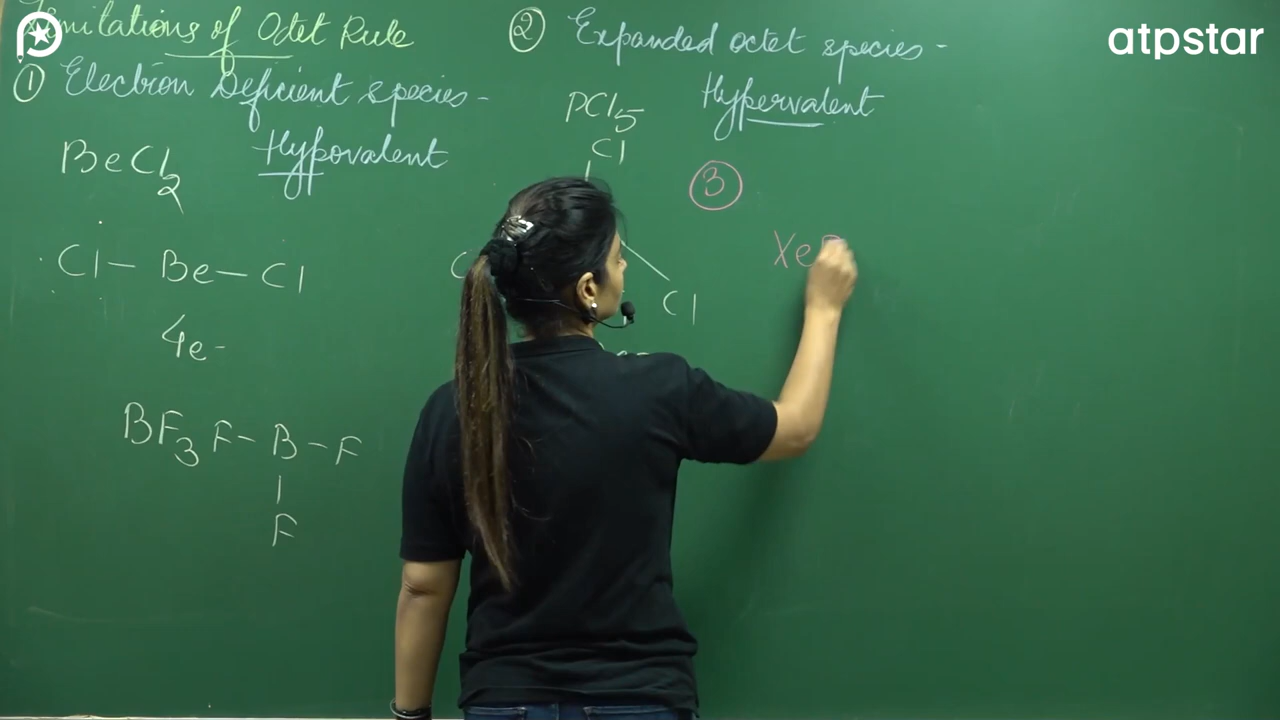 Limitations of Octet Rule
① Electron Deficient species-
Hypovalent
BeCl2
Cl-Be-Cl
4e-
BF3
F-B-F
F
② Expanded octet species-
Hypervalent
PCl5
Cl
Cl
③
Xe
atpstar